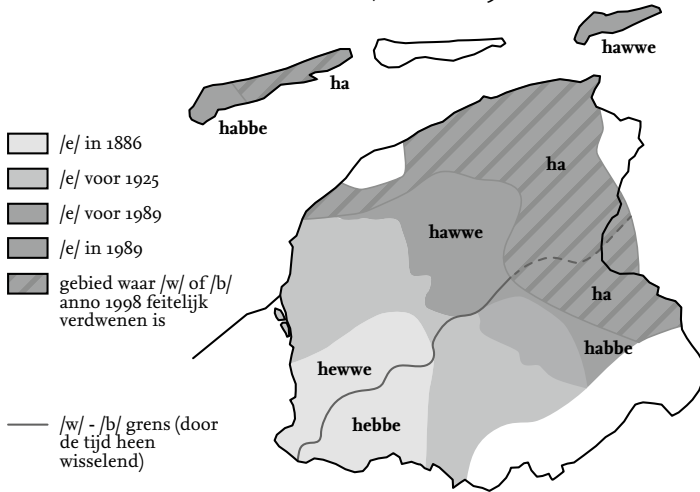 hawwe
ha
habbe
/e/ in 1886
/e/ voor 1925
/e/ voor 1989
/e/ in 1989
gebied waar /w/ of /b/
anno 1998 feitelijk
verdwenen is
/w/ - /b/ grens (door
de tijd heen
wisselend)
ha
hawwe
ha
habbe
hewwe
hebbe